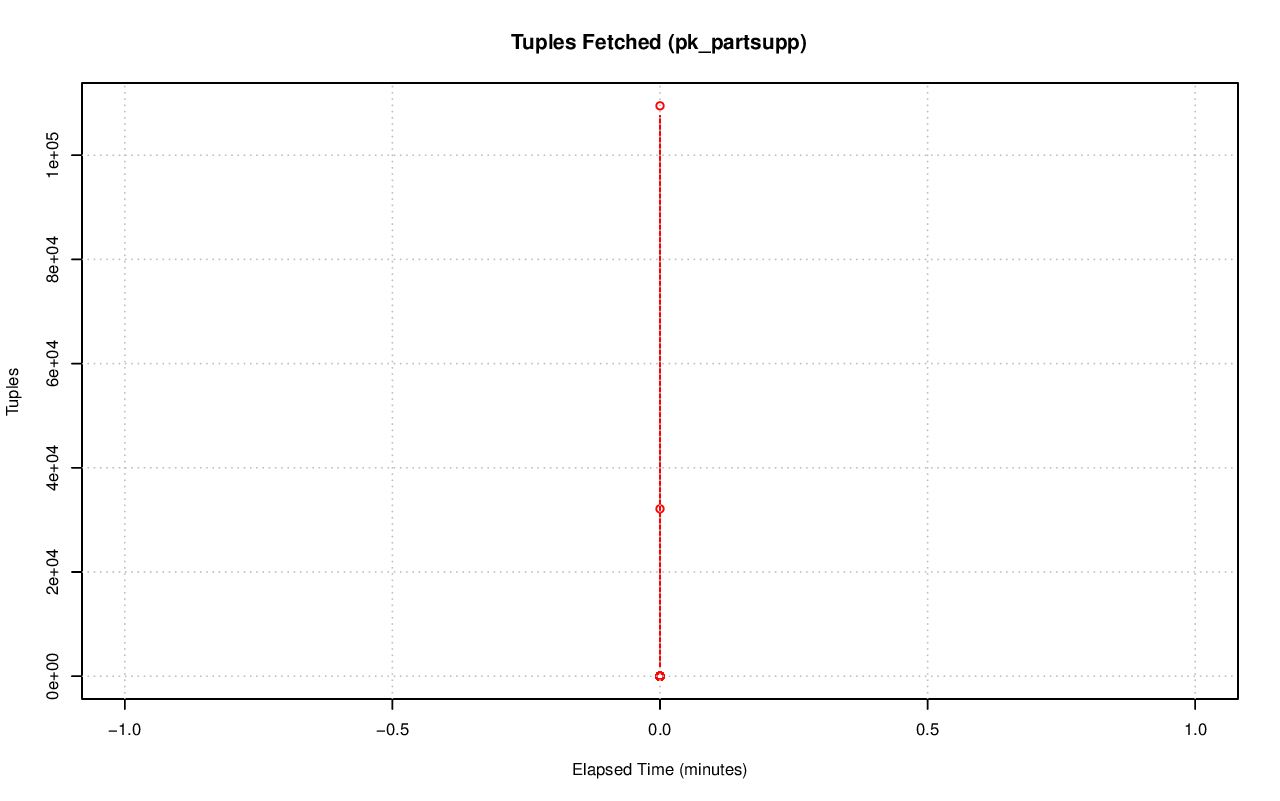 Tuples Fetched (pk_partsupp)
1e+05
8e+04
6e+04
4e+04
2e+04
0e+00
Tuples
−1.0
−0.5
0.0
0.5
1.0
Elapsed Time (minutes)